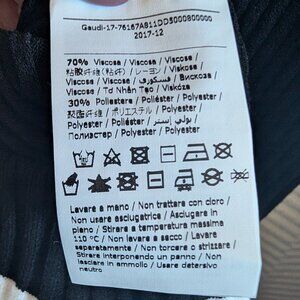 Gaudi-17-76167A811DD5000800000
2017-12
70% Viscosa / Viscosa / Viscose /
粘胶纤维 (粘纤) / レーヨン / Viskose
/ Viscose / Viscose / فسكوزى / Вискоза /
Viscose / Tơ Nhân Tạo / Viskóza
30% Poliestere / Poliéster / Polyester /
聚酯纤维 / ポリエステル / Polyester /
Polyester / Polyester / بولي إستر /
Полиэстер / Polyester / Polyester
Lavare a mano / Non trattare con cloro /
Non usare asciugatrice / Asciugare in
piano / Stirare a temperatura massima
110 °C / Non lavare a secco / Lavare
separatamente / Non torcere o strizzare /
Stirare interponendo un panno / Non
lasciare in ammollo / Usare detersivo
neutro